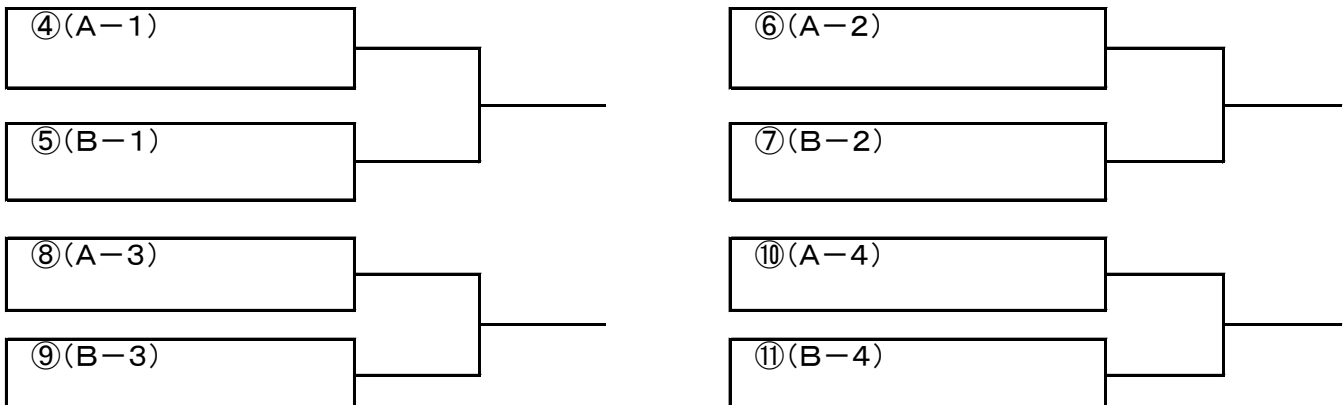 ④(A－1)
⑤(B－1)
⑥(A－2)
⑦(B－2)
⑧(A－3)
⑨(B－3)
⑩(A－4)
⑪(B－4)